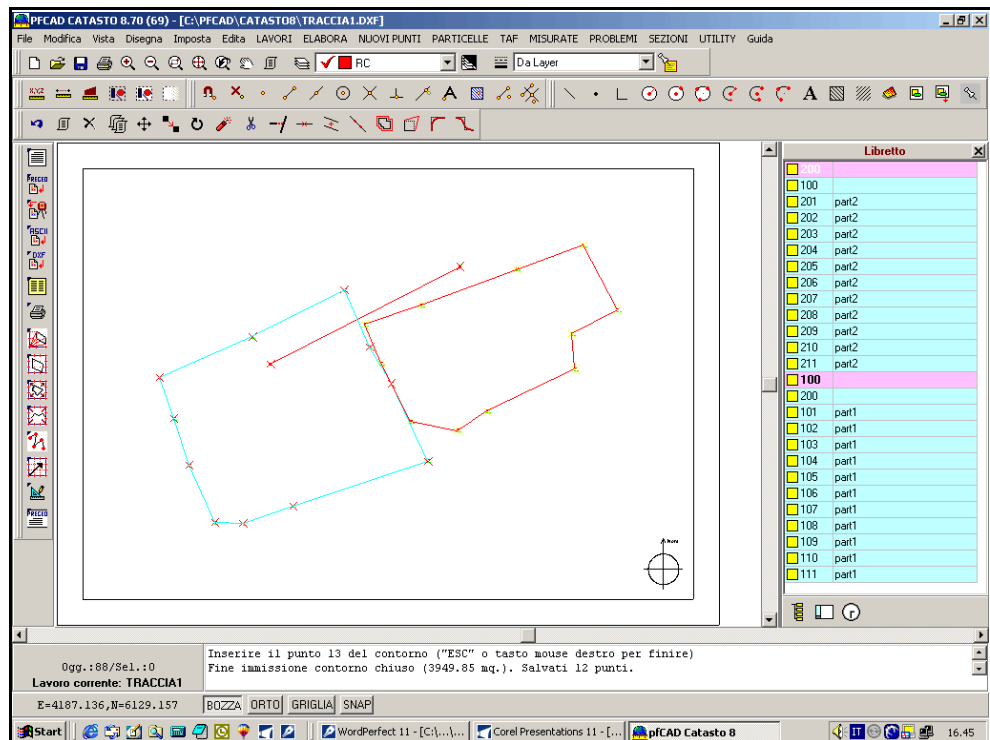 PFCAD CATASTO 8.70 (69) - [C:\PFCAD\CATASTO8\TRACCIA1.DXF]
File Modifica Vista Disegna Imposta Edita LAVORI ELABORA NUOVI PUNTI PARTICELLE TAF MISURATE PROBLEMI SEZIONI UTILITY Guida
RC Da Layer
X,Y,Z
Libretto
200
100
201 part2
202 part2
203 part2
204 part2
205 part2
206 part2
207 part2
208 part2
209 part2
210 part2
211 part2
100
200
101 part1
102 part1
103 part1
104 part1
105 part1
106 part1
107 part1
108 part1
109 part1
110 part1
111 part1
PREGEO
ASCII
DXF
PREGEO
Inserire il punto 13 del contorno ("ESC" o tasto mouse destro per finire)
Fine immissione contorno chiuso (3949.85 mq.). Salvati 12 punti.
Ogg.:88/Sel.:0
Lavoro corrente: TRACCIA1
E=4187.136,N=6129.157 BOZZA ORTO GRIGLIA SNAP
Start WordPerfect 11 - [C:\...\... Corel Presentations 11 - [... pfCAD Catasto 8 IT 16.45